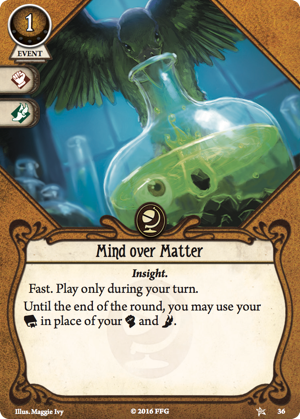 1
EVENT
Mind over Matter
Insight.
Fast. Play only during your turn.
Until the end of the round, you may use your
in place of your and .
Illus. Maggie Ivy
© 2016 FFG
36